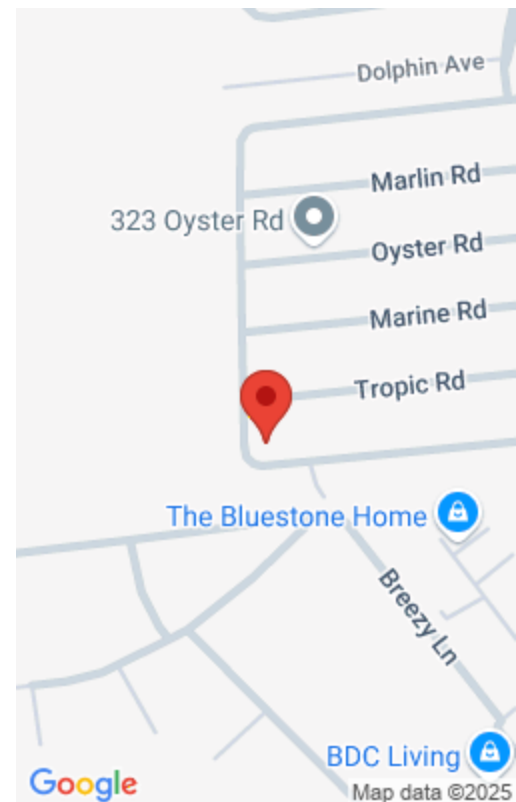 Dolphin Ave
Marlin Rd
323 Oyster Rd
Oyster Rd
Marine Rd
Tropic Rd
The Bluestone Home
Breezy Ln
BDC Living
Google
Map data ©2025